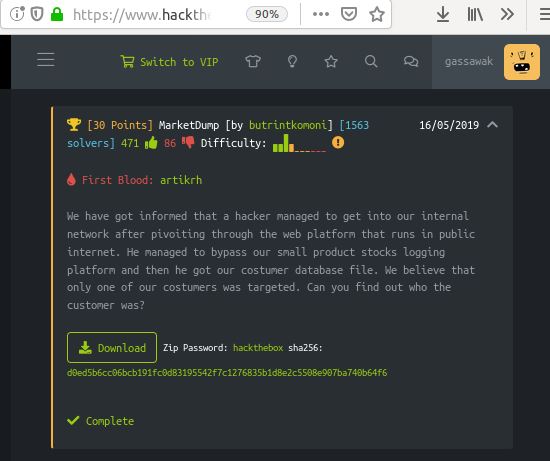 https://www.hackthe
90%
Switch to VIP
gassawak
[30 Points] MarketDump [by butrintkomoni] [1563
16/05/2019
solvers] 471 86 Difficulty:
First Blood: artikrh
We have got informed that a hacker managed to get into our internal
network after pivoiting through the web platform that runs in public
internet. He managed to bypass our small product stocks logging
platform and then he got our costumer database file. We believe that
only one of our costumers was targeted. Can you find out who the
customer was?
Download Zip Password: hackthebox sha256:
d0ed5b6cc06bcb191fc0d83195542f7c1276835b1d8e2c5508e907ba740b64f6
Complete